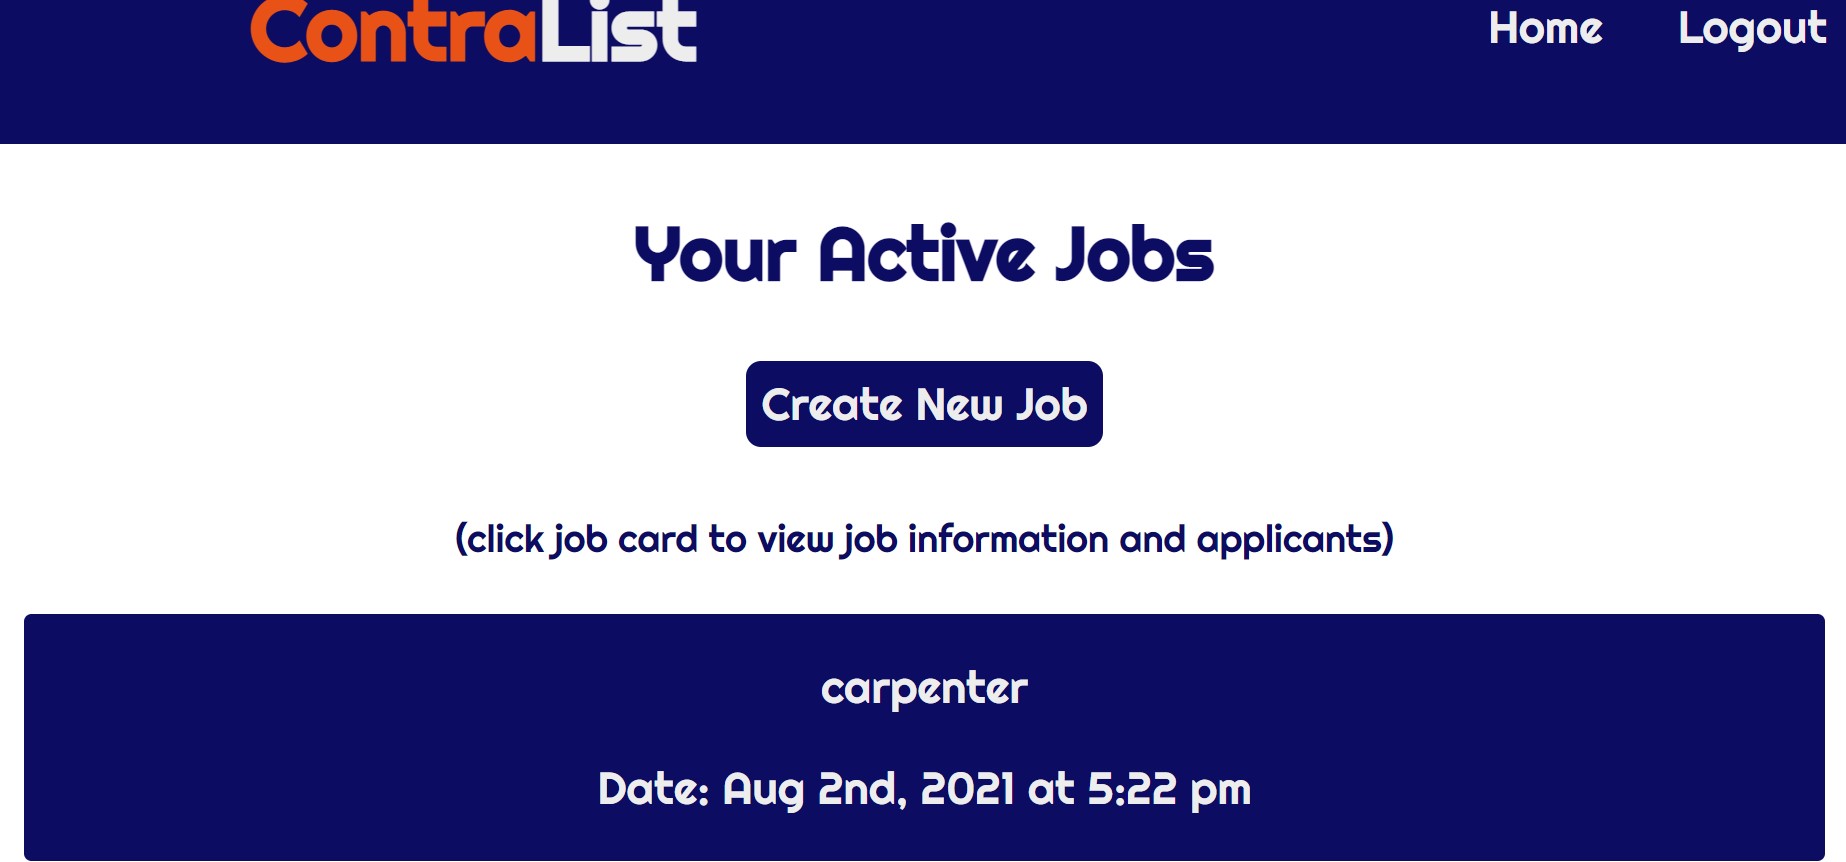 ContraList
Home Logout
Your Active Jobs
Create New Job
(click job card to view job information and applicants)
carpenter
Date: Aug 2nd, 2021 at 5:22 pm